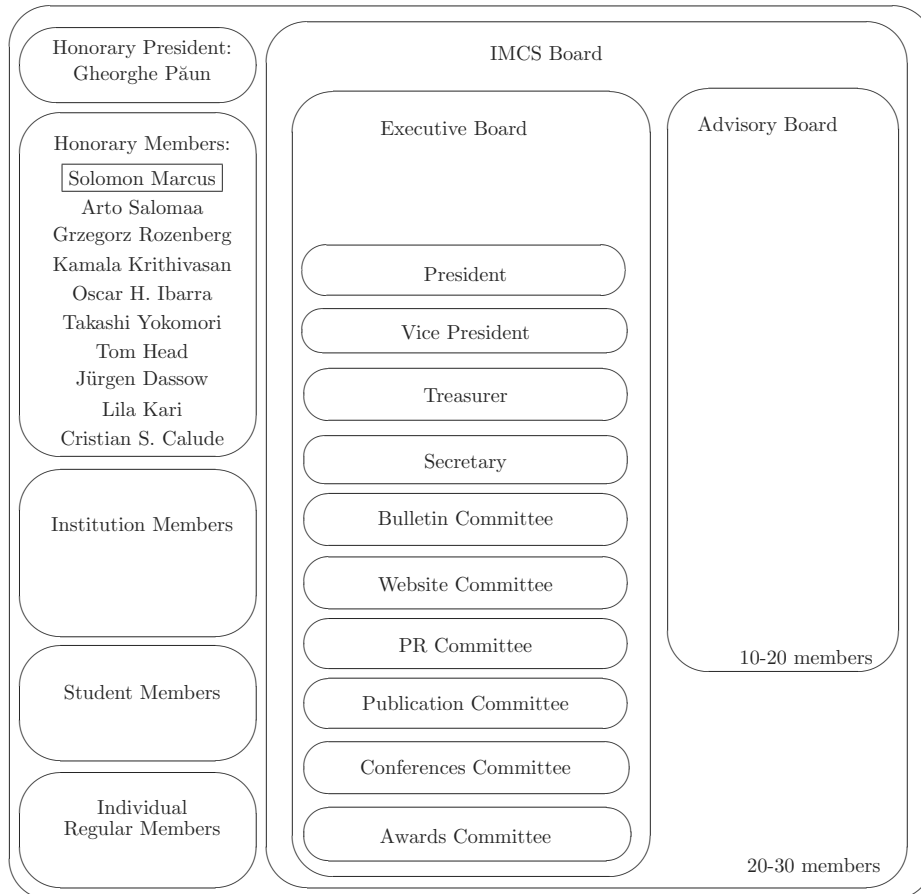 Honorary President:
Gheorghe Păun
Honorary Members:
Solomon Marcus
Arto Salomaa
Grzegorz Rozenberg
Kamala Krithivasan
Oscar H. Ibarra
Takashi Yokomori
Tom Head
Jürgen Dassow
Lila Kari
Cristian S. Calude
Institution Members
Student Members
Individual
Regular Members
IMCS Board
Executive Board
President
Vice President
Treasurer
Secretary
Bulletin Committee
Website Committee
PR Committee
Publication Committee
Conferences Committee
Awards Committee
Advisory Board
10-20 members
20-30 members